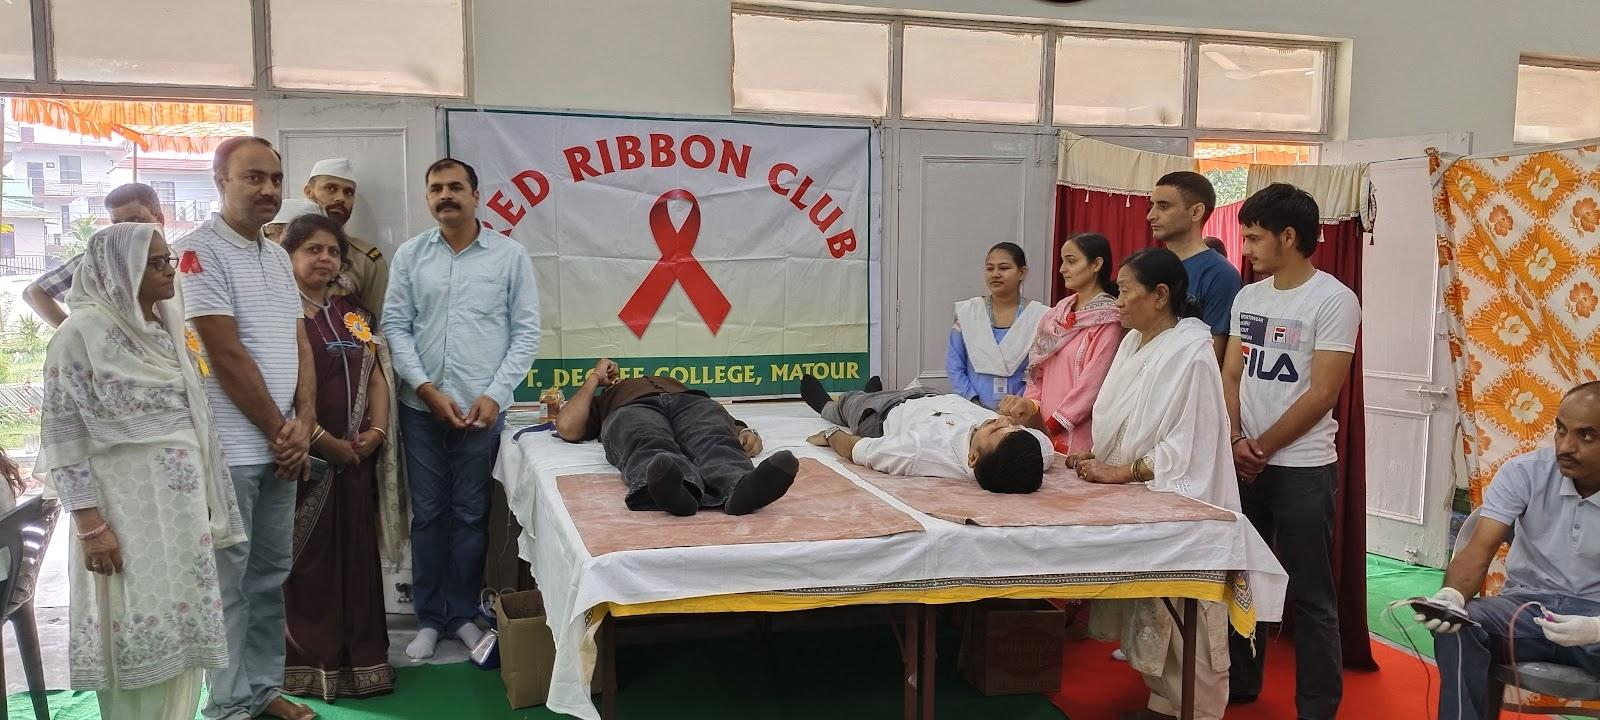 RED RIBBON CLUB
T. DEGREE COLLEGE, MATOUR
FILA